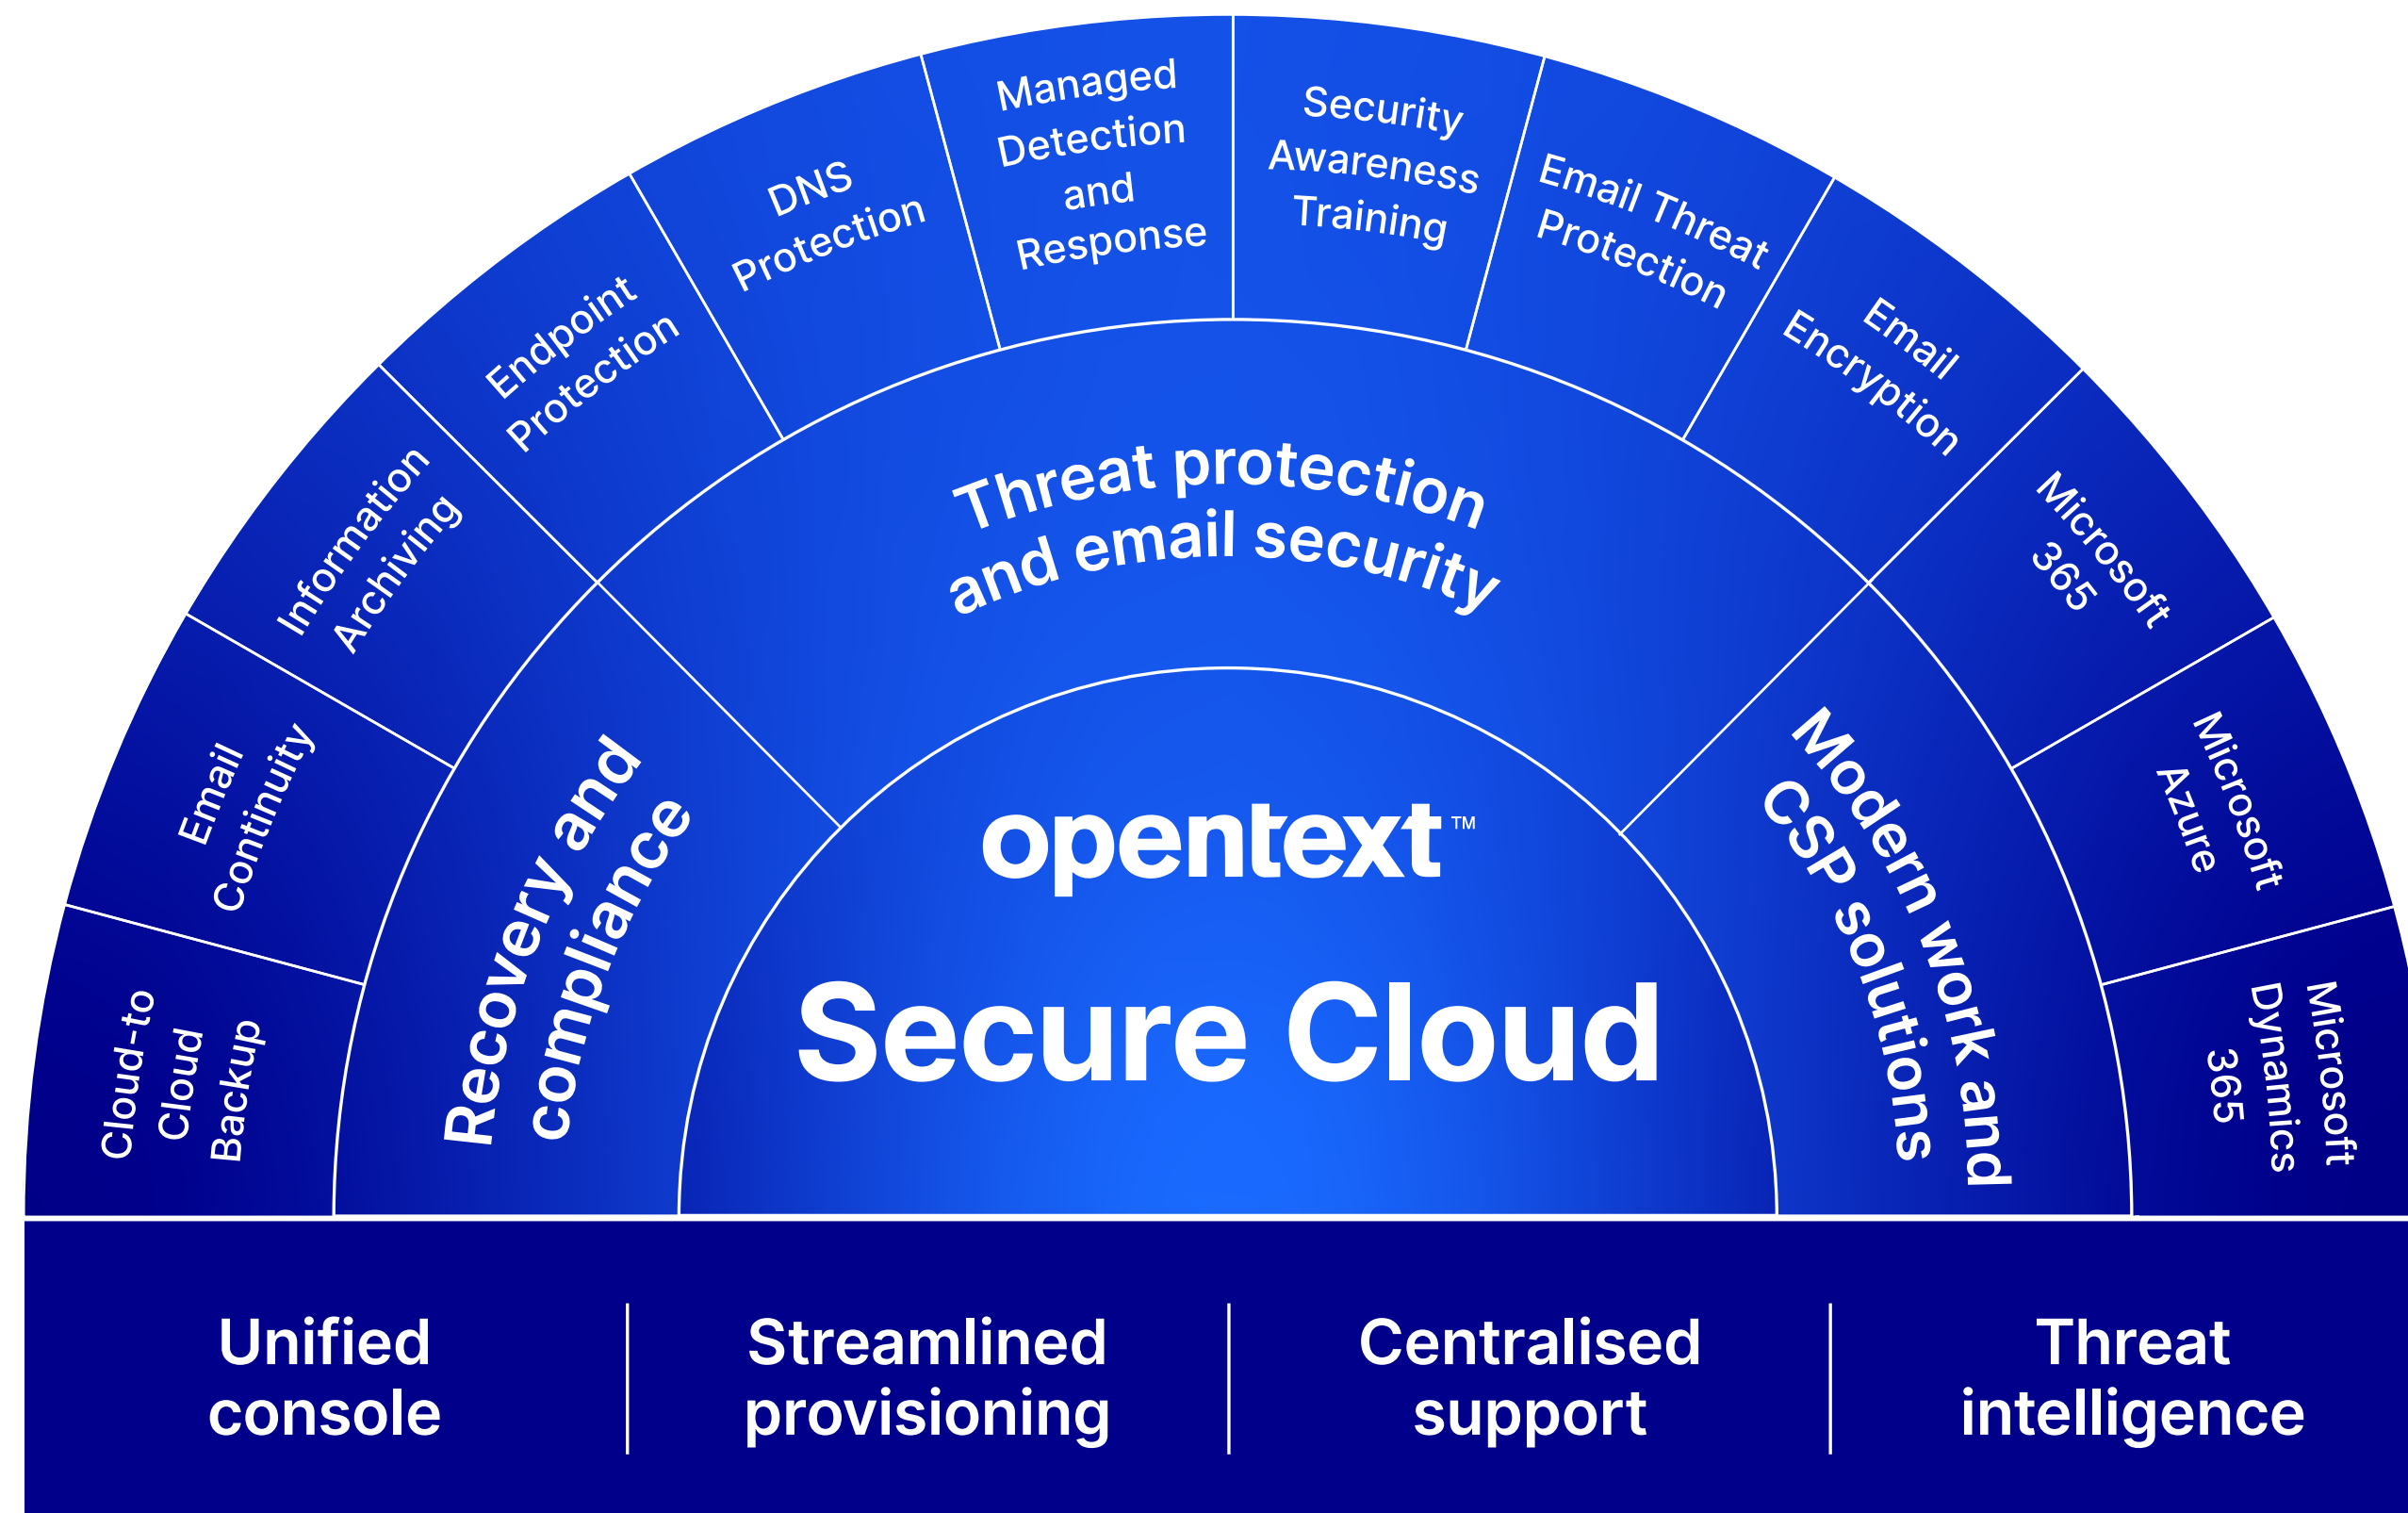 Cloud-to
Cloud
Backup
Email
Continuity
Information
Archiving
Endpoint
Protection
DNS
Protection
Managed
Detection
and
Response
Security
Awareness
Training
Email Threat
Protection
Email
Encryption
Microsoft
365
Microsoft
Azure
Microsoft
Dynamics
365
Recovery and
compliance
Threat protection
and email security
Modern work and
CSP solutions
opentext™
Secure Cloud
Unified
console
Streamlined
provisioning
Centralised
support
Threat
intelligence